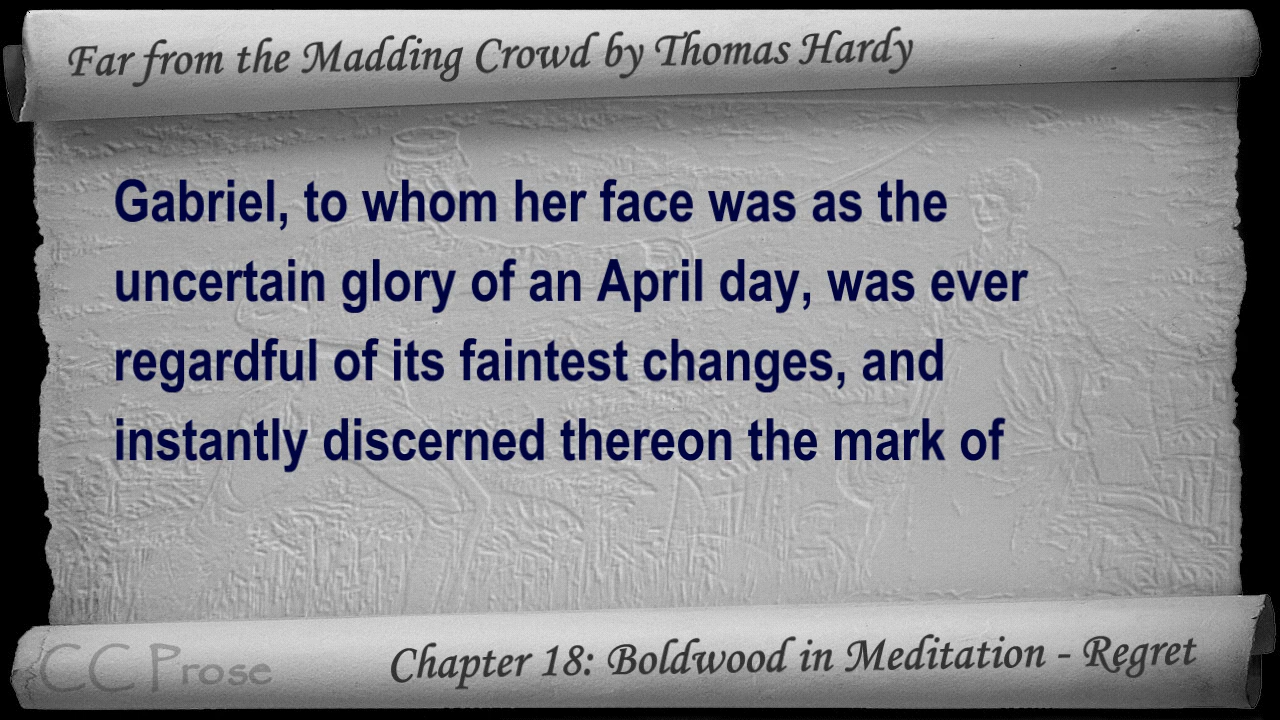 Far from the Madding Crowd by Thomas Hardy
Gabriel, to whom her face was as the
uncertain glory of an April day, was ever
regardful of its faintest changes, and
instantly discerned thereon the mark of
CC Prose
Chapter 18: Boldwood in Meditation - Regret